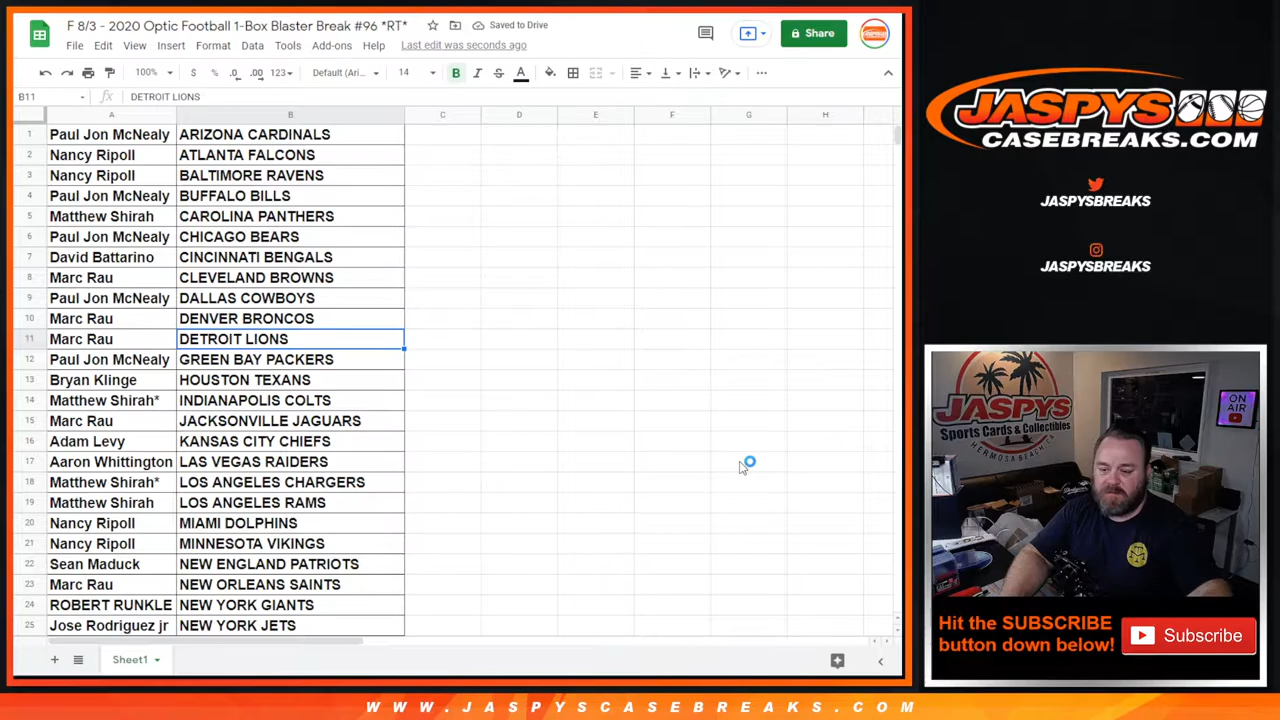 F 8/3 - 2020 Optic Football 1-Box Blaster Break #96 *RT*
Saved to Drive
File Edit View Insert Format Data Tools Add-ons Help Last edit was seconds ago
Share
100% $ % .0 .00 123 Default (Ari... 14 B I S A
B11 fx DETROIT LIONS
A B C D E F G H
1 Paul Jon McNealy ARIZONA CARDINALS
2 Nancy Ripoll ATLANTA FALCONS
3 Nancy Ripoll BALTIMORE RAVENS
4 Paul Jon McNealy BUFFALO BILLS
5 Matthew Shirah CAROLINA PANTHERS
6 Paul Jon McNealy CHICAGO BEARS
7 David Battarino CINCINNATI BENGALS
8 Marc Rau CLEVELAND BROWNS
9 Paul Jon McNealy DALLAS COWBOYS
10 Marc Rau DENVER BRONCOS
11 Marc Rau DETROIT LIONS
12 Paul Jon McNealy GREEN BAY PACKERS
13 Bryan Klinge HOUSTON TEXANS
14 Matthew Shirah* INDIANAPOLIS COLTS
15 Marc Rau JACKSONVILLE JAGUARS
16 Adam Levy KANSAS CITY CHIEFS
17 Aaron Whittington LAS VEGAS RAIDERS
18 Matthew Shirah* LOS ANGELES CHARGERS
19 Matthew Shirah LOS ANGELES RAMS
20 Nancy Ripoll MIAMI DOLPHINS
21 Nancy Ripoll MINNESOTA VIKINGS
22 Sean Maduck NEW ENGLAND PATRIOTS
23 Marc Rau NEW ORLEANS SAINTS
24 ROBERT RUNKLE NEW YORK GIANTS
25 Jose Rodriguez jr NEW YORK JETS
Sheet1
JASPYS
CASEBREAKS.COM
JASPYSBREAKS
JASPYSBREAKS
JASPYS
Sports Cards & Collectibles
HERMOSA BEACH
ON
AIR
Hit the SUBSCRIBE
button down below!
Subscribe
WWW.JASPYSCASEBREAKS.COM